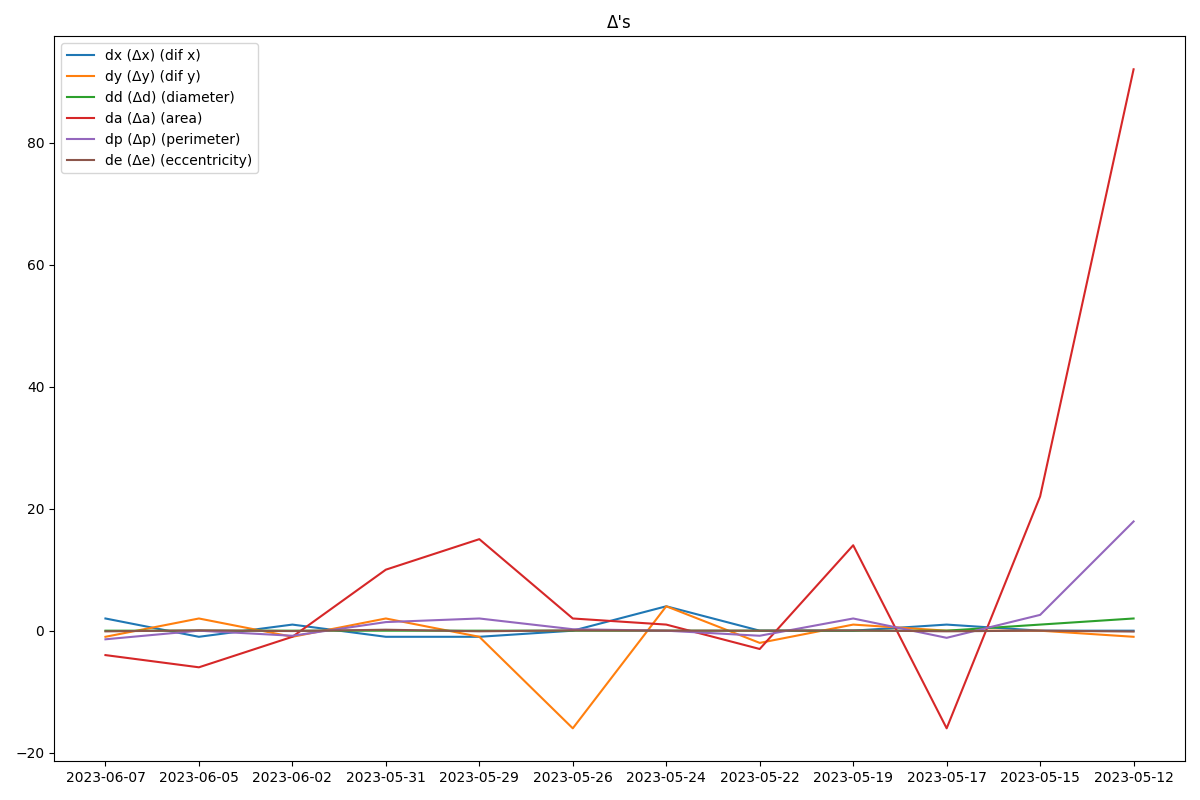 Δ's
dx (Δx) (dif x)
dy (Δy) (dif y)
dd (Δd) (diameter)
da (Δa) (area)
dp (Δp) (perimeter)
de (Δe) (eccentricity)
80
60
40
20
0
−20
2023-06-07 2023-06-05 2023-06-02 2023-05-31 2023-05-29 2023-05-26 2023-05-24 2023-05-22 2023-05-19 2023-05-17 2023-05-15 2023-05-12